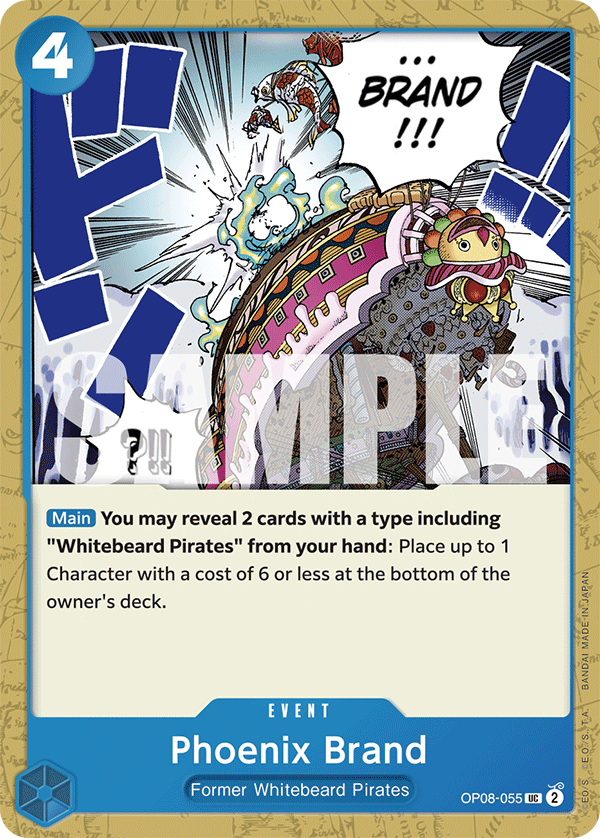 4
...
BRAND
!!!
ドン
!!
?!!
SAMPLE
Main You may reveal 2 cards with a type including
"Whitebeard Pirates" from your hand: Place up to 1
Character with a cost of 6 or less at the bottom of the
owner's deck.
EVENT
Phoenix Brand
Former Whitebeard Pirates
OP08-055 UC 2
BANDAI MADE IN JAPAN